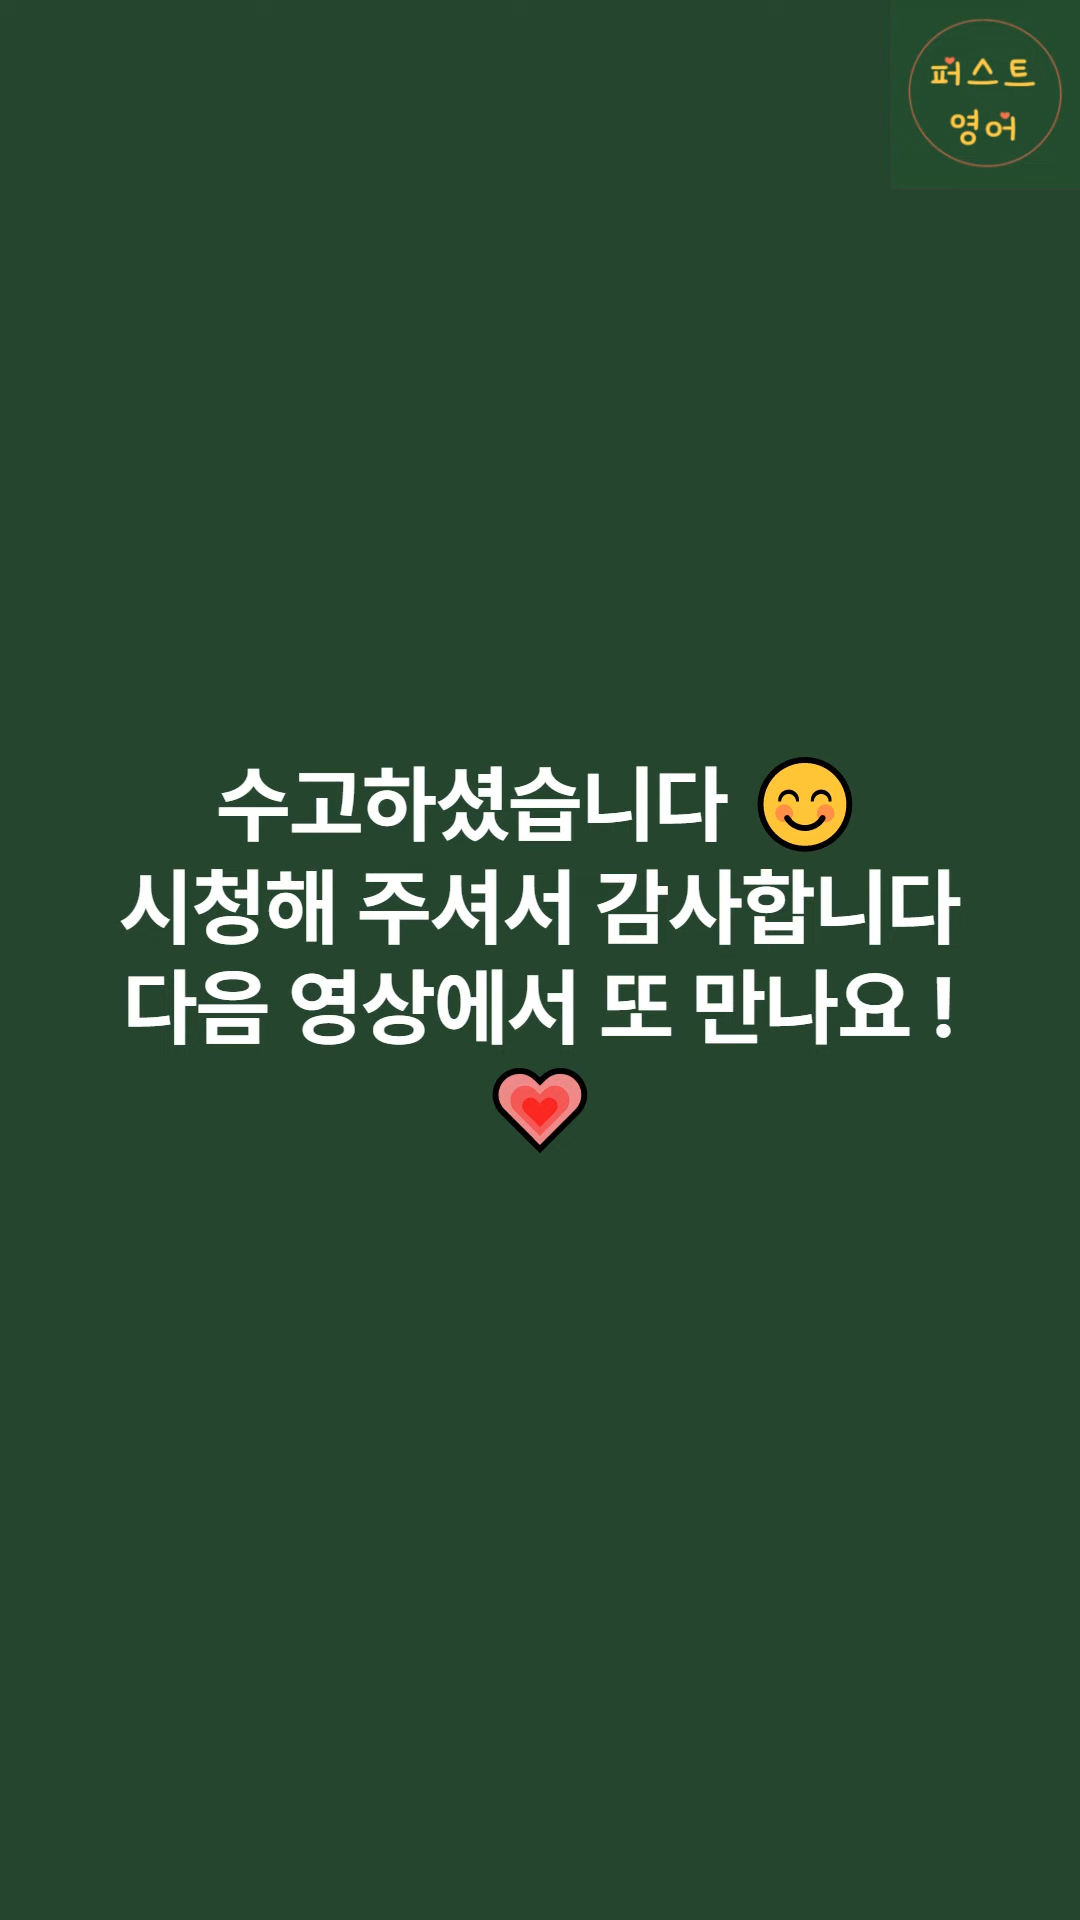 퍼스트
영어
수고하셨습니다 😊
시청해 주셔서 감사합니다
다음 영상에서 또 만나요 !
💗